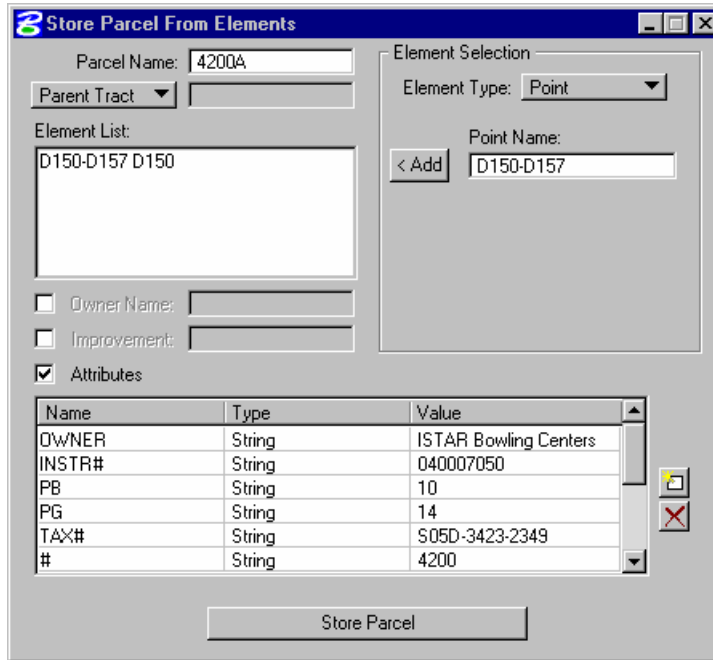 Store Parcel From Elements
Parcel Name: 4200A
Parent Tract
Element List:
D150-D157 D150
Element Selection
Element Type: Point
Point Name:
< Add D150-D157
Owner Name:
Improvement:
Attributes
Name Type Value
OWNER String ISTAR Bowling Centers
INSTR# String 040007050
PB String 10
PG String 14
TAX# String S05D-3423-2349
# String 4200
Store Parcel